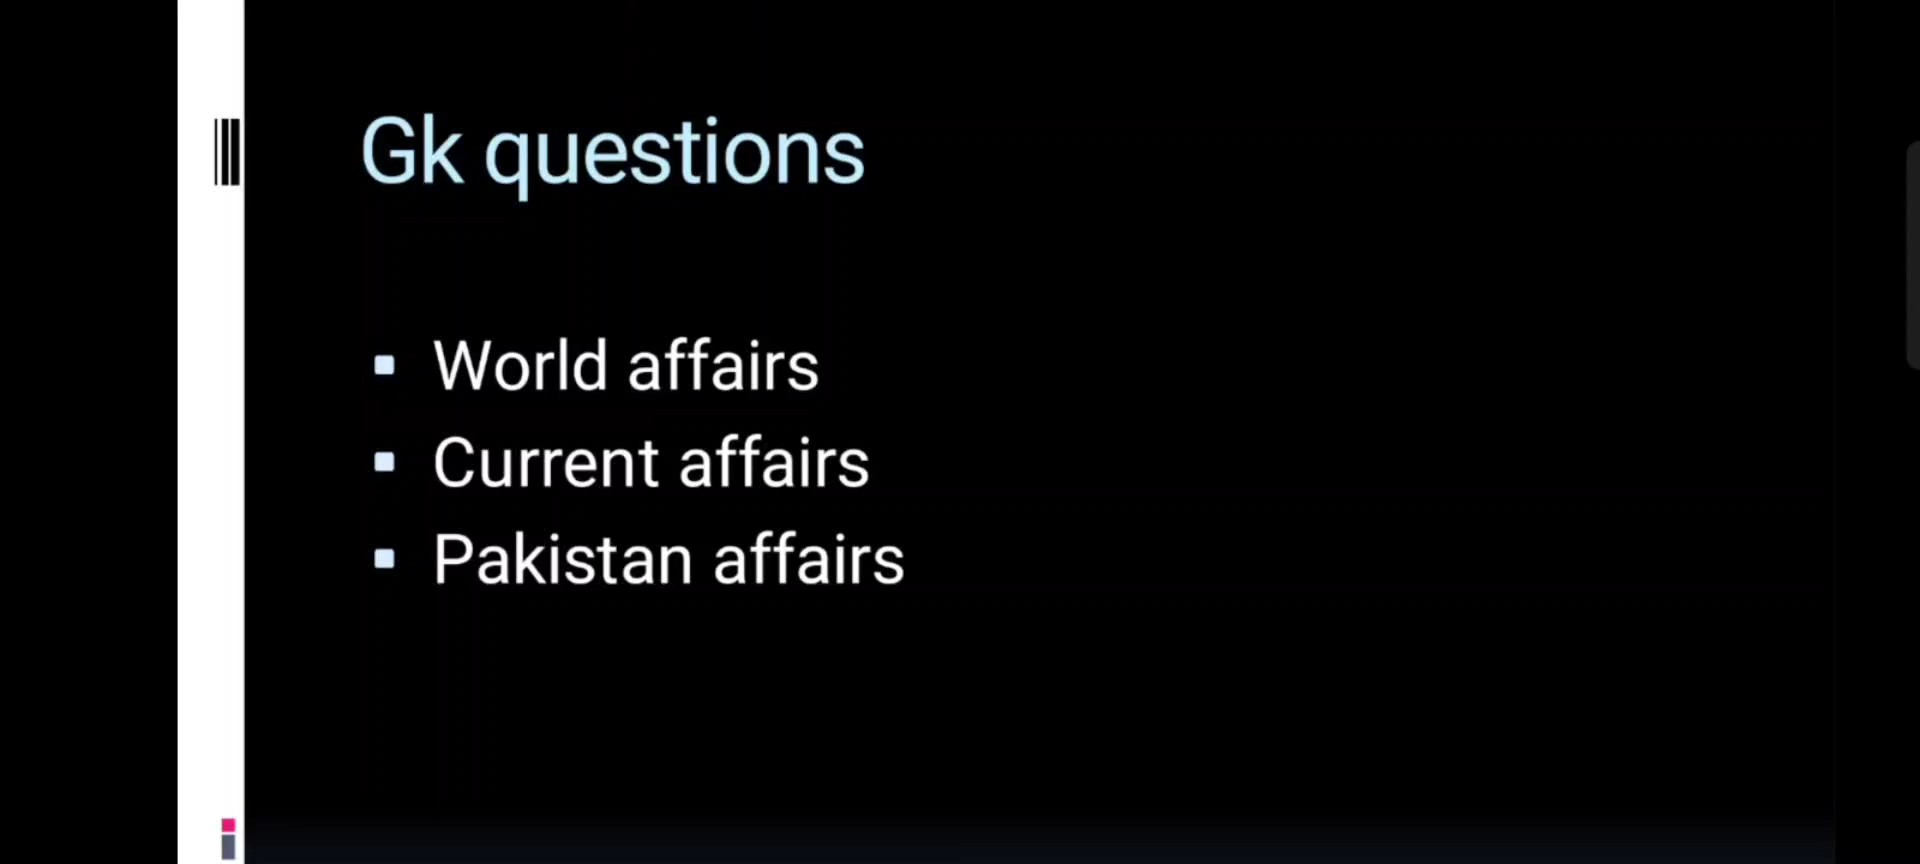 Gk questions
World affairs
Current affairs
Pakistan affairs